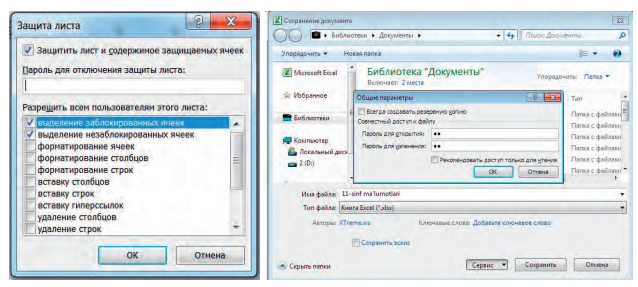 Защита листа
Защитить лист и содержимое защищаемых ячеек
Пароль для отключения защиты листа:
Разрешить всем пользователям этого листа:
выделение заблокированных ячеек
выделение незаблокированных ячеек
форматирование ячеек
форматирование столбцов
форматирование строк
вставку столбцов
вставку строк
вставку гиперссылок
удаление столбцов
удаление строк
ОК
Отмена
Сохранение документа
Библиотеки
Документы
Поиск: Документы
Упорядочить
Новая папка
Microsoft Excel
Избранное
Библиотеки
Компьютер
Локальный диск
2 (D:)
Библиотека "Документы"
Включает: 2 места
Упорядочить: Папка
Тип
Папка с файлами
Папка с файлами
Папка с файлами
Папка с файлами
Папка с файлами
Общие параметры
Всегда создавать резервную копию
Совместный доступ к файлу
Пароль для открытия: ••
Пароль для изменения: ••
Рекомендовать доступ только для чтения
ОК
Отмена
Имя файла: 11-sinf ma'lumotlari
Тип файла: Книга Excel (*.xlsx)
Авторы: XTreme.ws
Ключевые слова: Добавьте ключевое слово
Сохранить эскиз
Скрыть папки
Сервис
Сохранить
Отмена